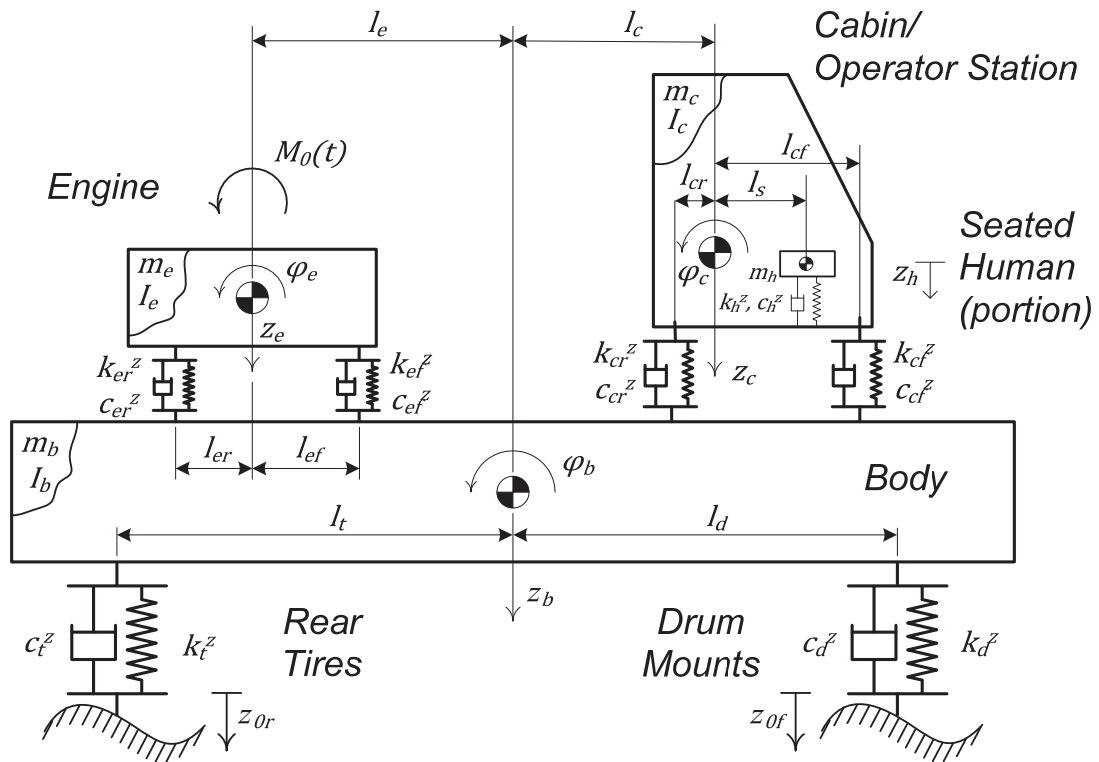 l_e
l_c
Cabin/
Operator Station
m_c
I_c
M_0(t)
l_cf
Engine
l_cr
l_s
Seated
Human
(portion)
m_e
I_e
φ_e
φ_c
m_h
z_h
k_h^z, c_h^z
z_e
k_er^z
c_er^z
k_ef^z
c_ef^z
k_cr^z
c_cr^z
z_c
k_cf^z
c_cf^z
m_b
I_b
l_er
l_ef
φ_b
Body
l_t
l_d
z_b
c_t^z
k_t^z
Rear
Tires
Drum
Mounts
c_d^z
k_d^z
z_0r
z_0f